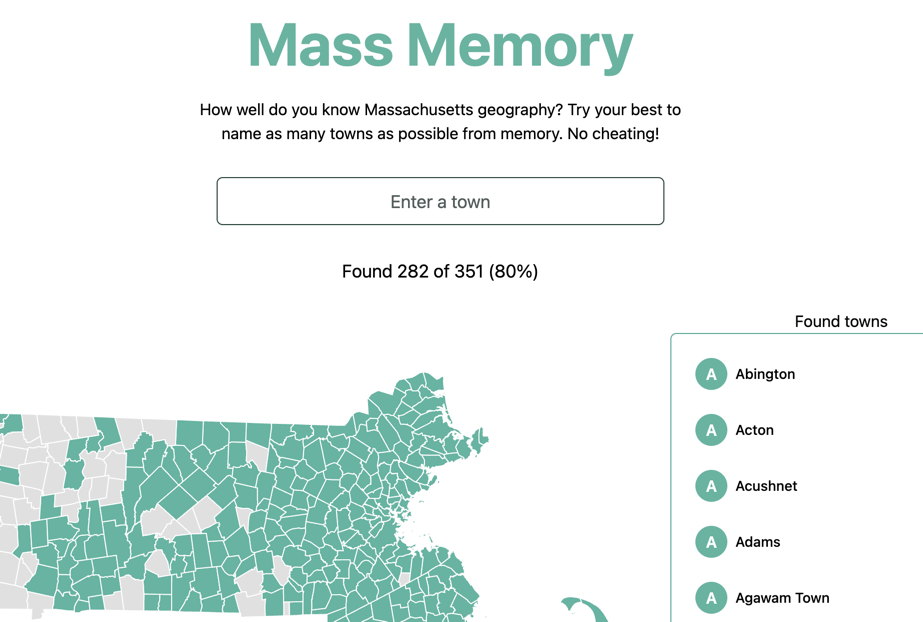 Mass Memory
How well do you know Massachusetts geography? Try your best to
name as many towns as possible from memory. No cheating!
Enter a town
Found 282 of 351 (80%)
Found towns
A Abington
A Acton
A Acushnet
A Adams
A Agawam Town